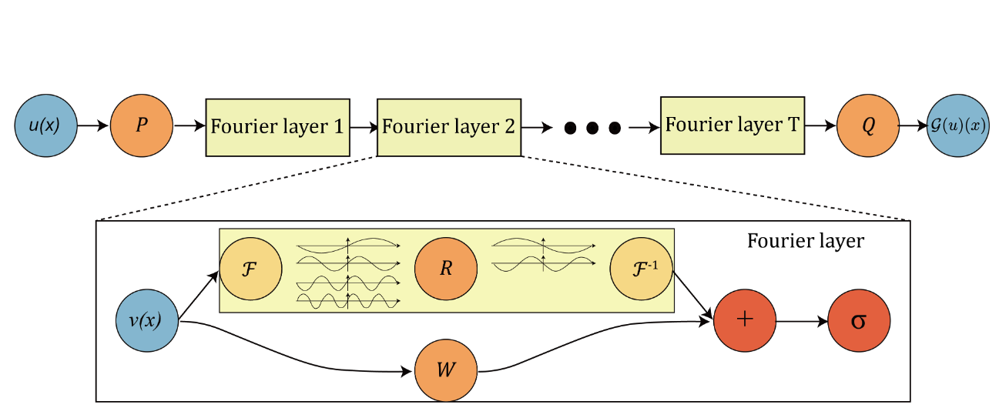 u(x) P Fourier layer 1 Fourier layer 2 ••• Fourier layer T Q 𝒢(u)(x)
Fourier layer
ℱ R ℱ⁻¹
v(x) + σ
W